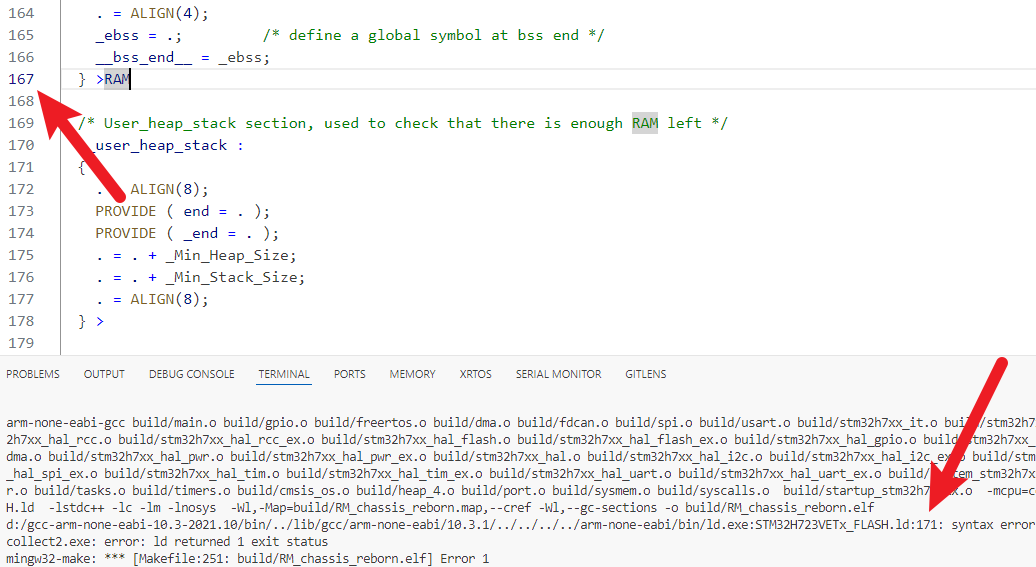 164 . = ALIGN(4);
165 _ebss = .; /* define a global symbol at bss end */
166 __bss_end__ = _ebss;
167 } >RAM
168
169 /* User_heap_stack section, used to check that there is enough RAM left */
170 _user_heap_stack :
171 {
172 . ALIGN(8);
173 PROVIDE ( end = . );
174 PROVIDE ( _end = . );
175 . = . + _Min_Heap_Size;
176 . = . + _Min_Stack_Size;
177 . = ALIGN(8);
178 } >
179
PROBLEMS OUTPUT DEBUG CONSOLE TERMINAL PORTS MEMORY XRTOS SERIAL MONITOR GITLENS
arm-none-eabi-gcc build/main.o build/gpio.o build/freertos.o build/dma.o build/fdcan.o build/spi.o build/usart.o build/stm32h7xx_it.o build/stm32h7
2h7xx_hal_rcc.o build/stm32h7xx_hal_rcc_ex.o build/stm32h7xx_hal_flash.o build/stm32h7xx_hal_flash_ex.o build/stm32h7xx_hal_gpio.o build/stm32h7xx_
dma.o build/stm32h7xx_hal_pwr.o build/stm32h7xx_hal_pwr_ex.o build/stm32h7xx_hal.o build/stm32h7xx_hal_i2c.o build/stm32h7xx_hal_i2c_ex.o build/stm
_hal_spi_ex.o build/stm32h7xx_hal_tim.o build/stm32h7xx_hal_tim_ex.o build/stm32h7xx_hal_uart.o build/stm32h7xx_hal_uart_ex.o tem_stm32h7x
r.o build/tasks.o build/timers.o build/cmsis_os.o build/heap_4.o build/port.o build/sysmem.o build/syscalls.o build/startup_stm32h7 x.o -mcpu=co
H.ld -lstdc++ -lc -lm -lnosys -Wl,-Map=build/RM_chassis_reborn.map,--cref -Wl,--gc-sections -o build/RM_chassis_reborn.elf
d:/gcc-arm-none-eabi-10.3-2021.10/bin/../lib/gcc/arm-none-eabi/10.3.1/../../../../arm-none-eabi/bin/ld.exe:STM32H723VETx_FLASH.ld:171: syntax error
collect2.exe: error: ld returned 1 exit status
mingw32-make: *** [Makefile:251: build/RM_chassis_reborn.elf] Error 1